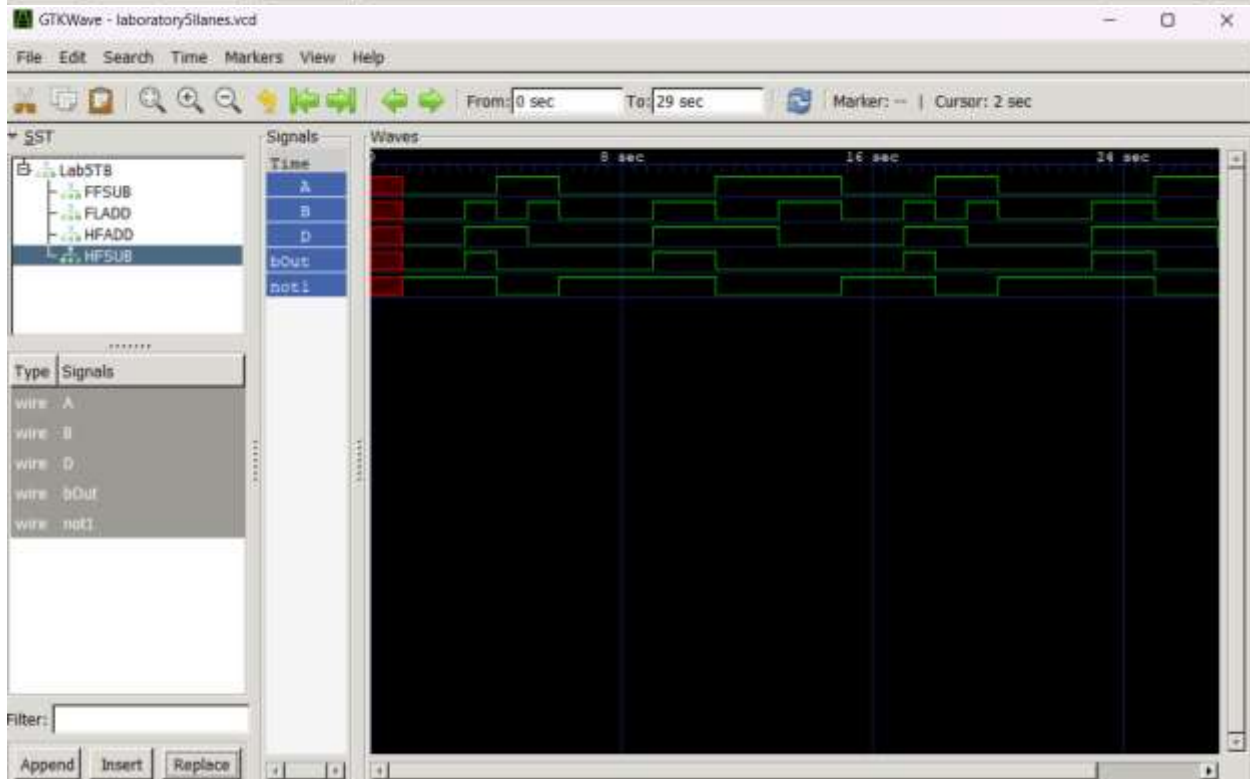 GTKWave - laboratory5llanes.vcd
File Edit Search Time Markers View Help
From: 0 sec To: 29 sec Marker: -- | Cursor: 2 sec
SST
Lab5TB
FFSUB
FLADD
HFADD
HFSUB
Type Signals
wire A
wire B
wire D
wire bOut
wire not1
Filter:
Append Insert Replace
Signals
Time
A
B
D
bOut
not1
Waves
8 sec 16 sec 24 sec